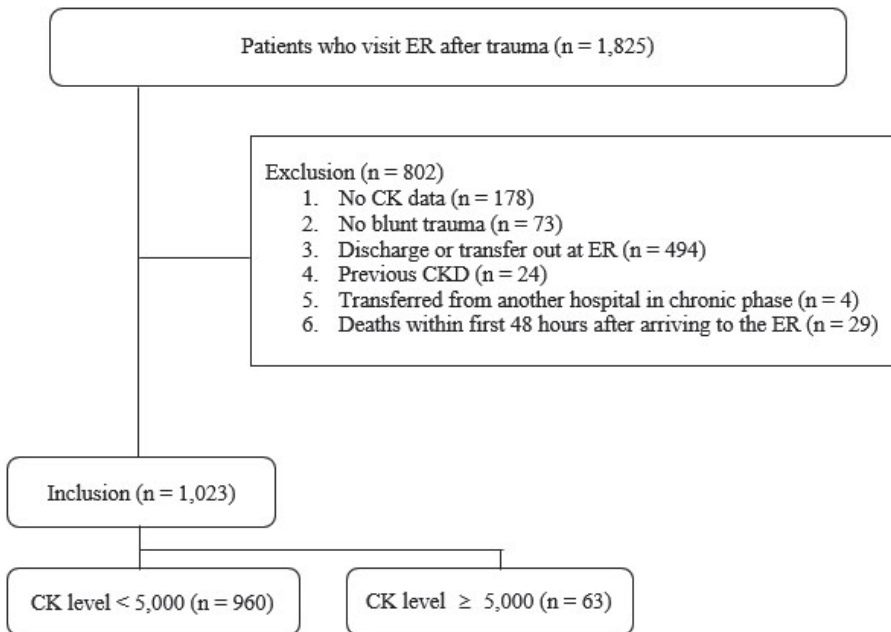 Patients who visit ER after trauma (n = 1,825)
Exclusion (n = 802)
1. No CK data (n = 178)
2. No blunt trauma (n = 73)
3. Discharge or transfer out at ER (n = 494)
4. Previous CKD (n = 24)
5. Transferred from another hospital in chronic phase (n = 4)
6. Deaths within first 48 hours after arriving to the ER (n = 29)
Inclusion (n = 1,023)
CK level < 5,000 (n = 960)
CK level ≥ 5,000 (n = 63)